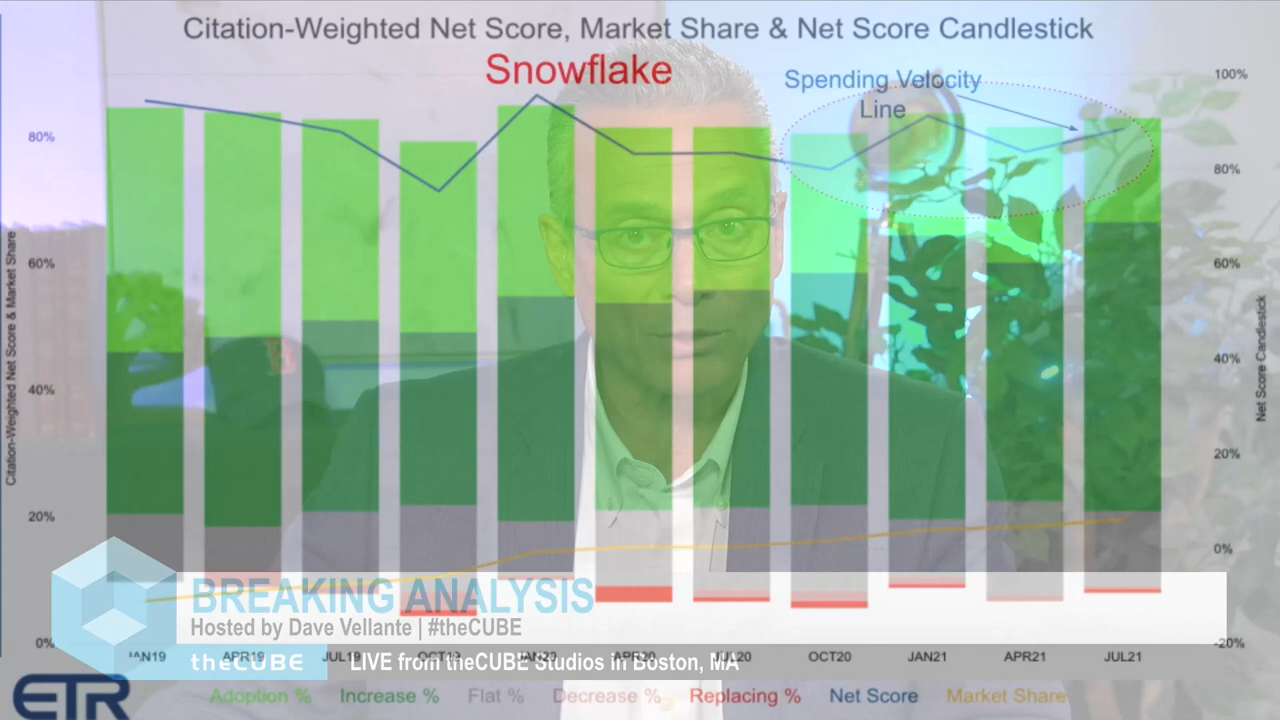 Citation-Weighted Net Score, Market Share & Net Score Candlestick
Snowflake
Spending Velocity
Line
100%
80%
80%
60%
60%
40%
40%
20%
20%
0%
0%
-20%
Citation-Weighted Net Score & Market Share
Net Score Candlestick
B
BREAKING ANALYSIS
Hosted by Dave Vellante | #theCUBE
theCUBE
LIVE from theCUBE Studios in Boston, MA
JAN19 APR19 JUL19 OCT19 JAN20 APR20 JUL20 OCT20 JAN21 APR21 JUL21
ETR
Adoption % Increase % Flat % Decrease % Replacing % Net Score Market Share